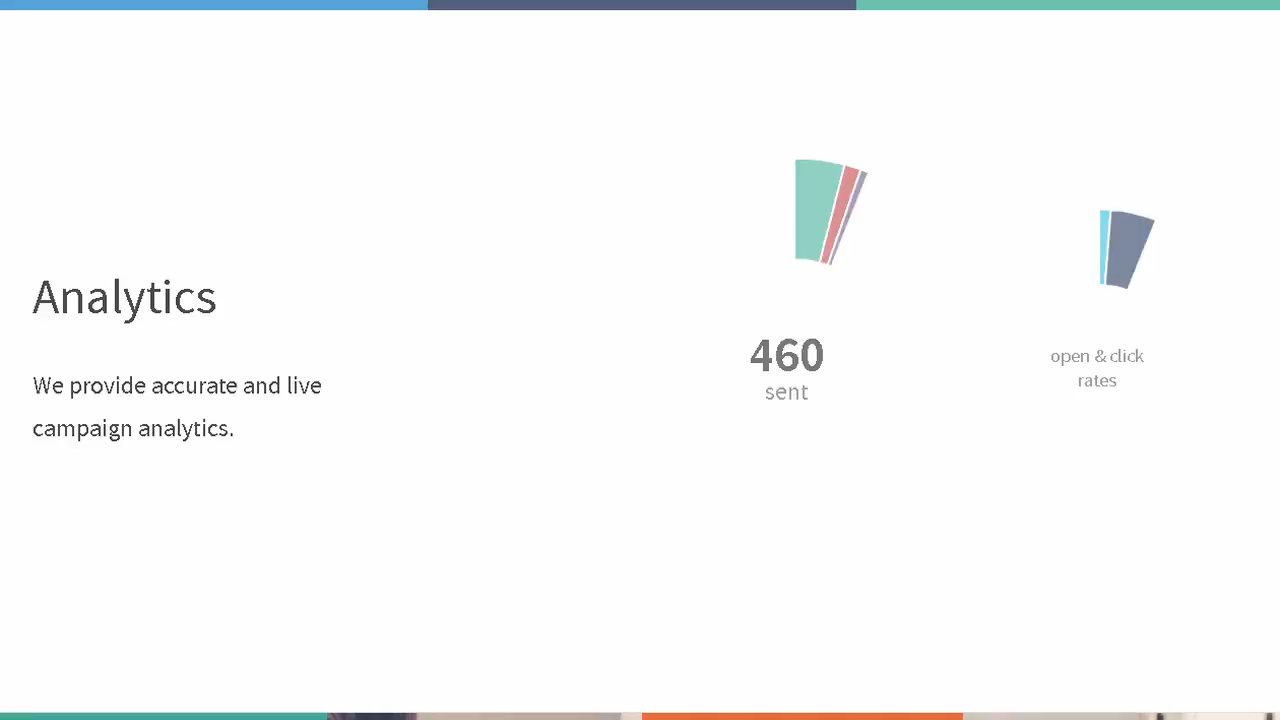 Analytics
We provide accurate and live
campaign analytics.
460
sent
open & click
rates